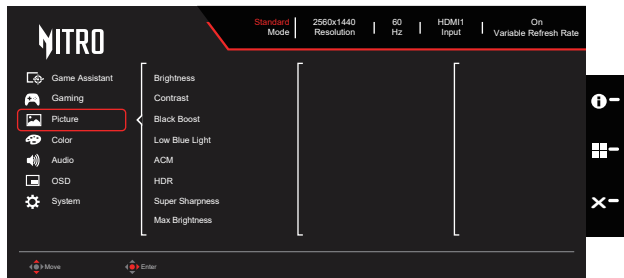 NITRO
Standard Mode
2560x1440 Resolution
60 Hz
HDMI1 Input
On Variable Refresh Rate
Game Assistant
Gaming
Picture
Color
Audio
OSD
System
Brightness
Contrast
Black Boost
Low Blue Light
ACM
HDR
Super Sharpness
Max Brightness
Move
Enter